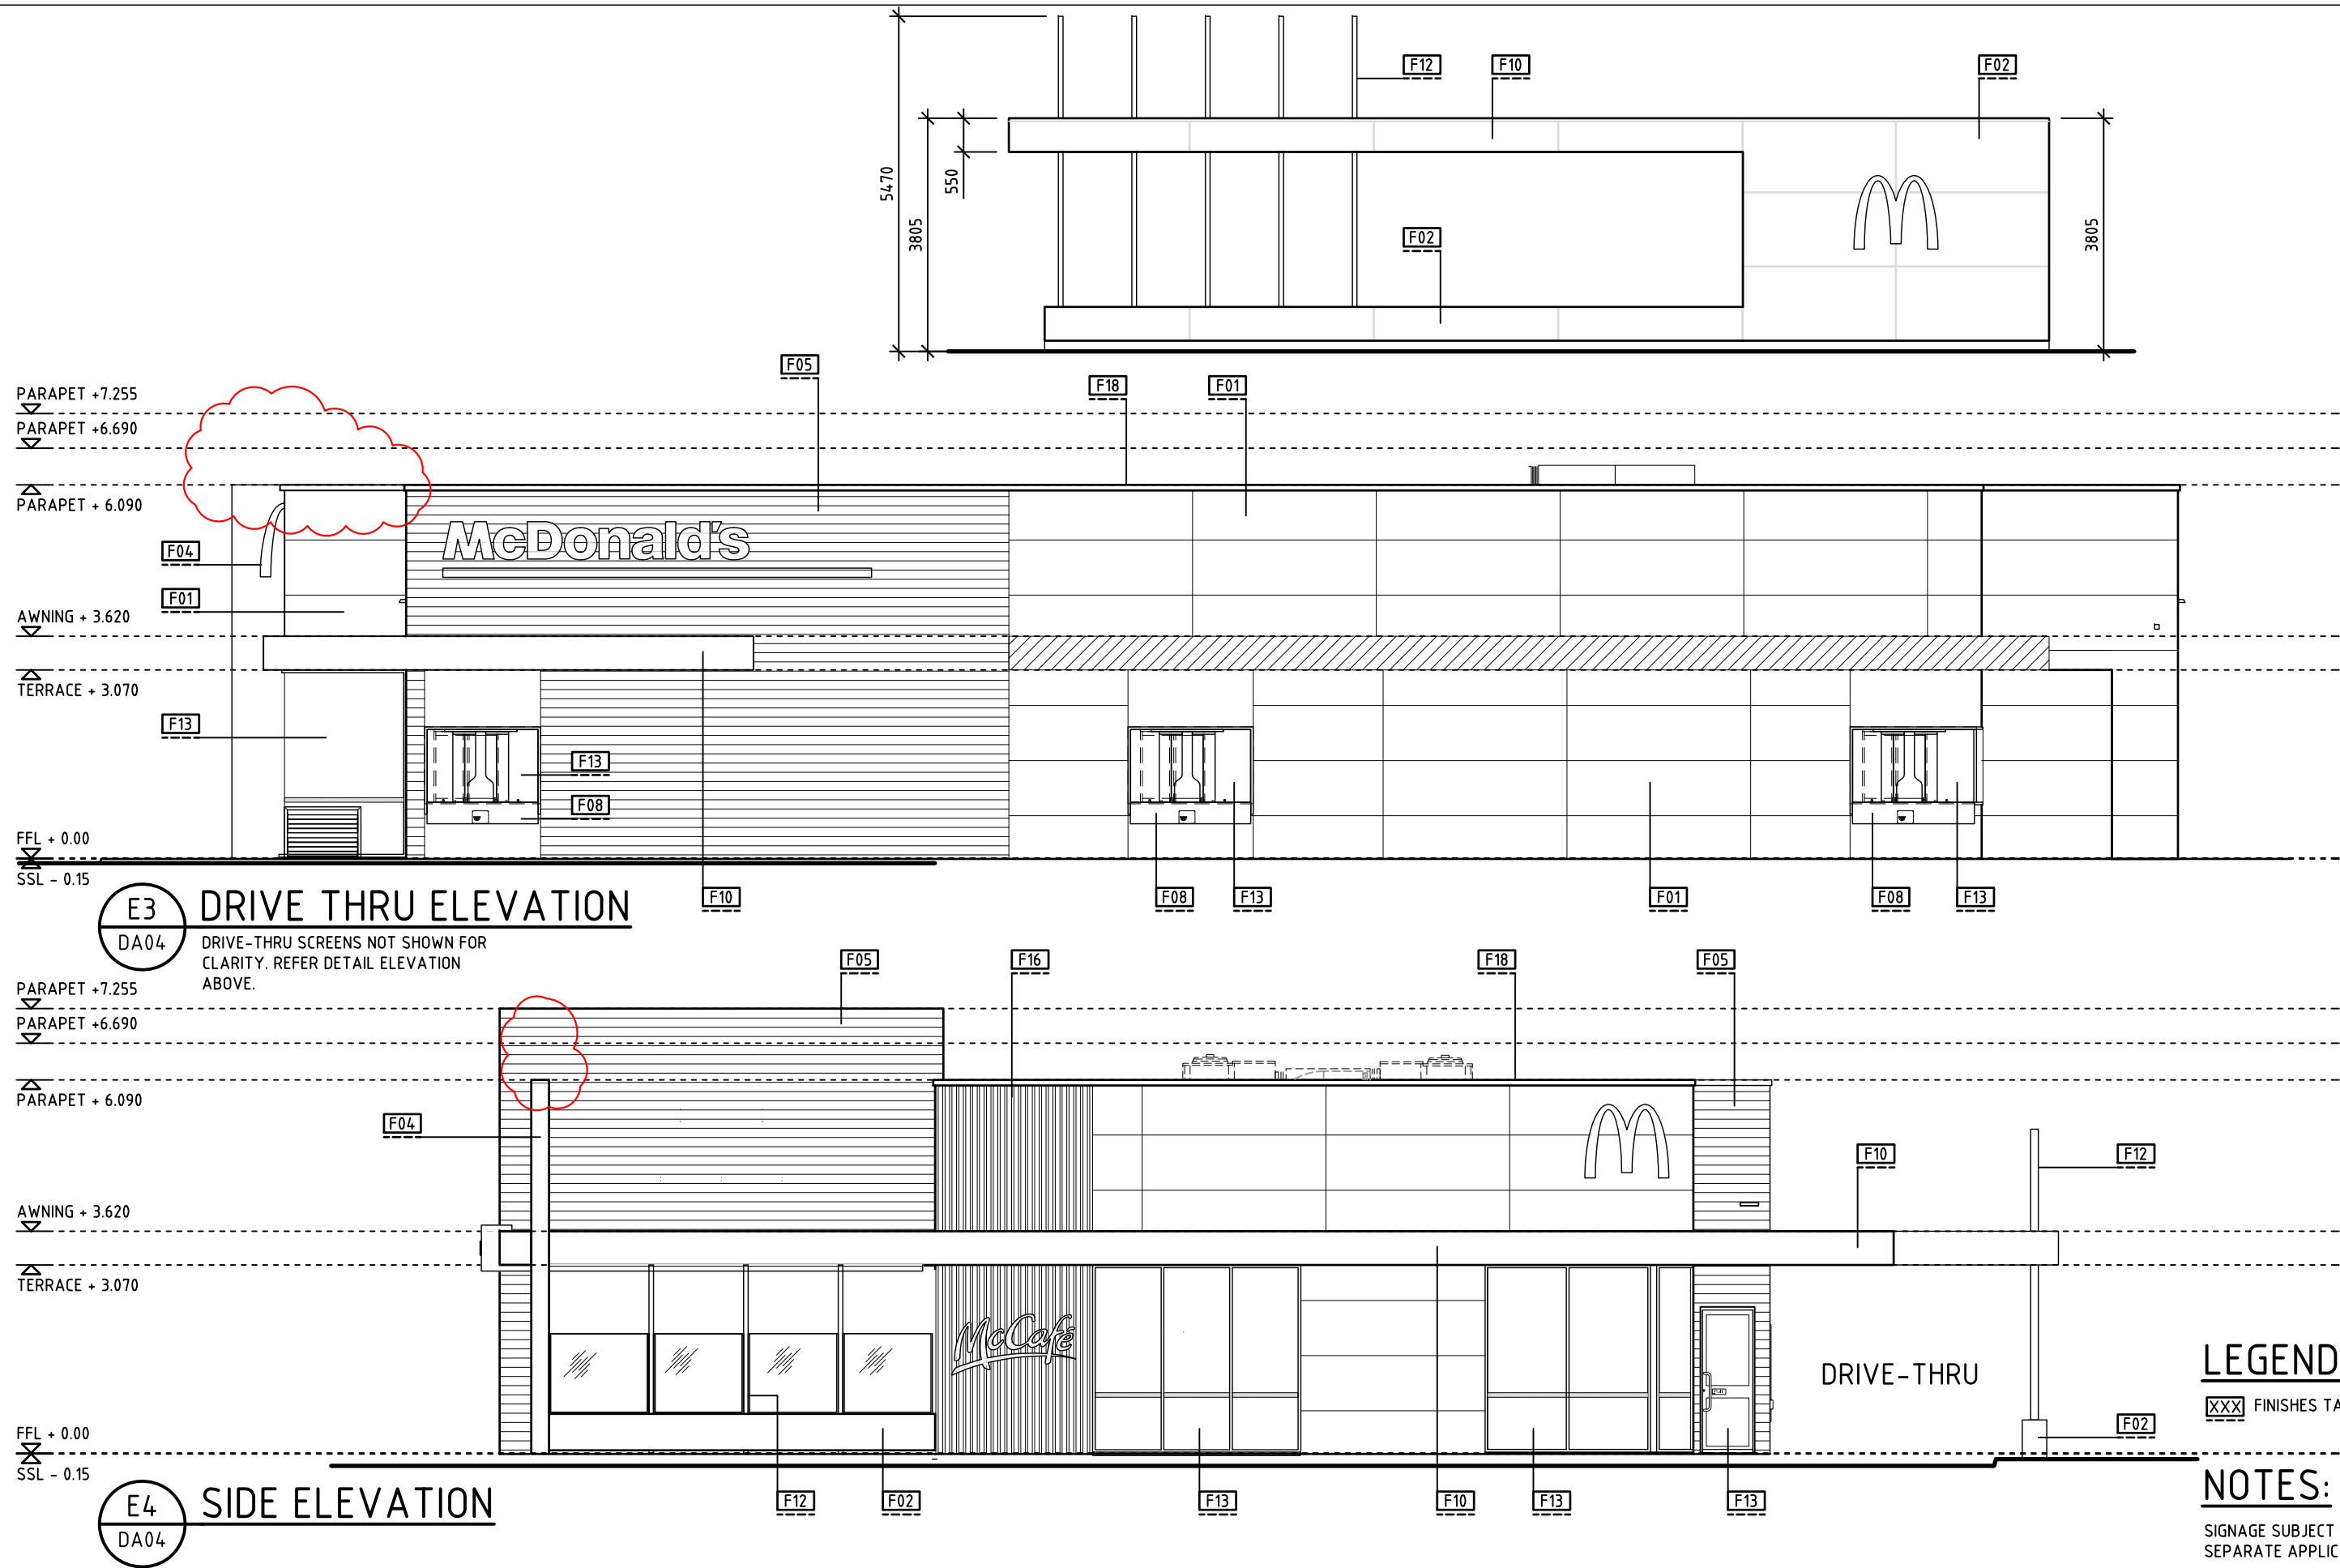 F12 F10 F02
5470
550
3805
F02
3805
F05
F18 F01
PARAPET +7.255
PARAPET +6.690
PARAPET + 6.090
McDonald's
F04
F01
AWNING + 3.620
TERRACE + 3.070
F13
F13
F08
FFL + 0.00
SSL - 0.15
F10 F08 F13 F01 F08 F13
E3
DA04
DRIVE THRU ELEVATION
DRIVE-THRU SCREENS NOT SHOWN FOR
CLARITY. REFER DETAIL ELEVATION
ABOVE.
F05 F16 F18 F05
PARAPET +7.255
PARAPET +6.690
PARAPET + 6.090
F04
F10 F12
AWNING + 3.620
TERRACE + 3.070
McCafé
DRIVE-THRU
LEGEND
XXX FINISHES TA
F02
FFL + 0.00
SSL - 0.15
F12 F02 F13 F10 F13 F13
E4
DA04
SIDE ELEVATION
NOTES:
SIGNAGE SUBJECT
SEPARATE APPLIC